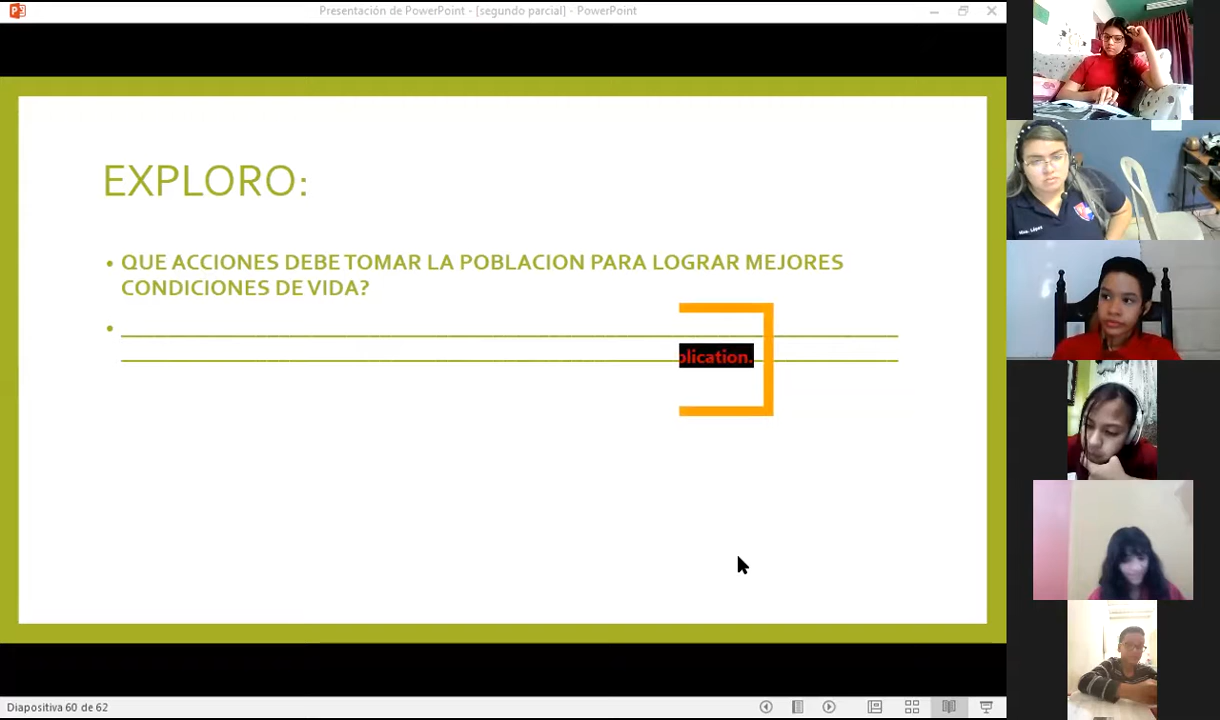 Presentación de PowerPoint - [segundo parcial] - PowerPoint
EXPLORO:
• QUE ACCIONES DEBE TOMAR LA POBLACION PARA LOGRAR MEJORES
CONDICIONES DE VIDA?
plication.
Diapositiva 60 de 62